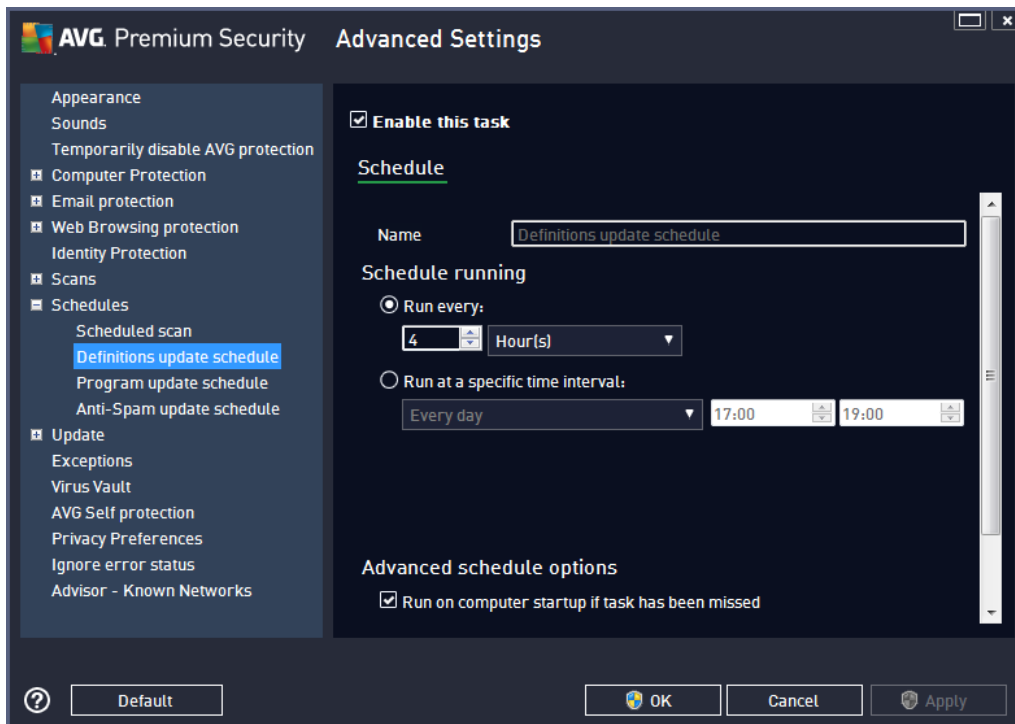 AVG. Premium Security
Advanced Settings
Appearance
Sounds
Temporarily disable AVG protection
Computer Protection
Email protection
Web Browsing protection
Identity Protection
Scans
Schedules
Scheduled scan
Definitions update schedule
Program update schedule
Anti-Spam update schedule
Update
Exceptions
Virus Vault
AVG Self protection
Privacy Preferences
Ignore error status
Advisor - Known Networks
Enable this task
Schedule
Name Definitions update schedule
Schedule running
Run every:
4 Hour(s)
Run at a specific time interval:
Every day 17:00 19:00
Advanced schedule options
Run on computer startup if task has been missed
? Default OK Cancel Apply